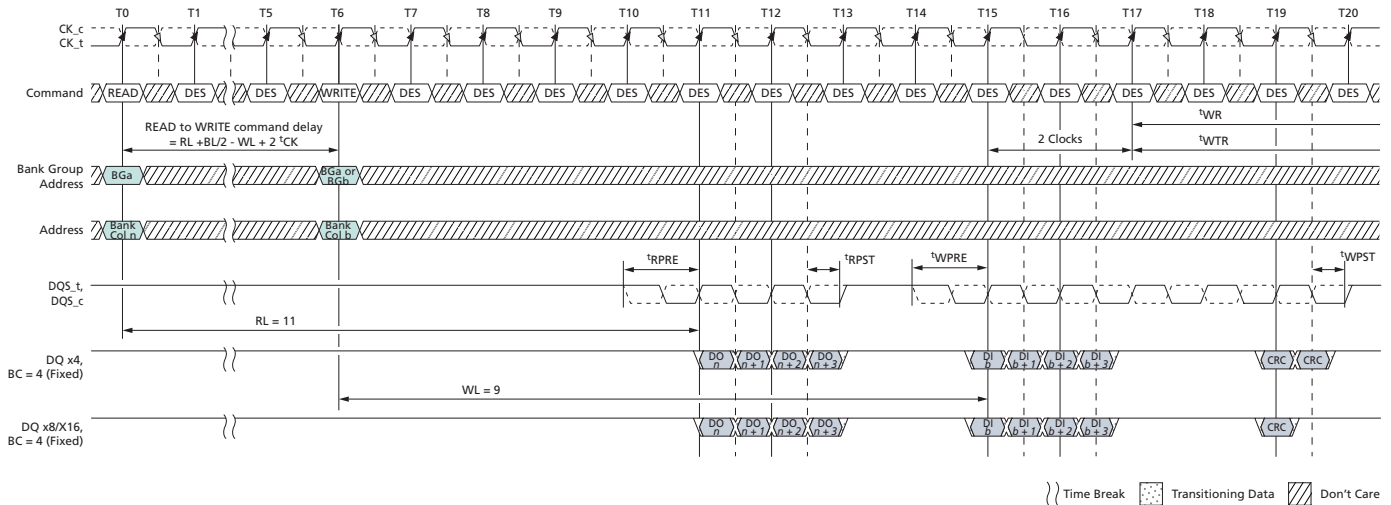 T0 T1 T5 T6 T7 T8 T9 T10 T11 T12 T13 T14 T15 T16 T17 T18 T19 T20
CK_c
CK_t
Command READ DES DES WRITE DES DES DES DES DES DES DES DES DES DES DES DES DES DES
READ to WRITE command delay
= RL +BL/2 - WL + 2 tCK
tWR
2 Clocks
tWTR
Bank Group
Address
BGa
BGa or
BGb
Address
Bank
Col n
Bank
Col b
tRPRE tRPST tWPRE tWPST
DQS_t,
DQS_c
RL = 11
DQ x4,
BC = 4 (Fixed)
DO
n
DO
n + 1
DO
n + 2
DO
n + 3
DI
b
DI
b + 1
DI
b + 2
DI
b + 3
CRC CRC
WL = 9
DQ x8/X16,
BC = 4 (Fixed)
DO
n
DO
n + 1
DO
n + 2
DO
n + 3
DI
b
DI
b + 1
DI
b + 2
DI
b + 3
CRC
Time Break Transitioning Data Don't Care